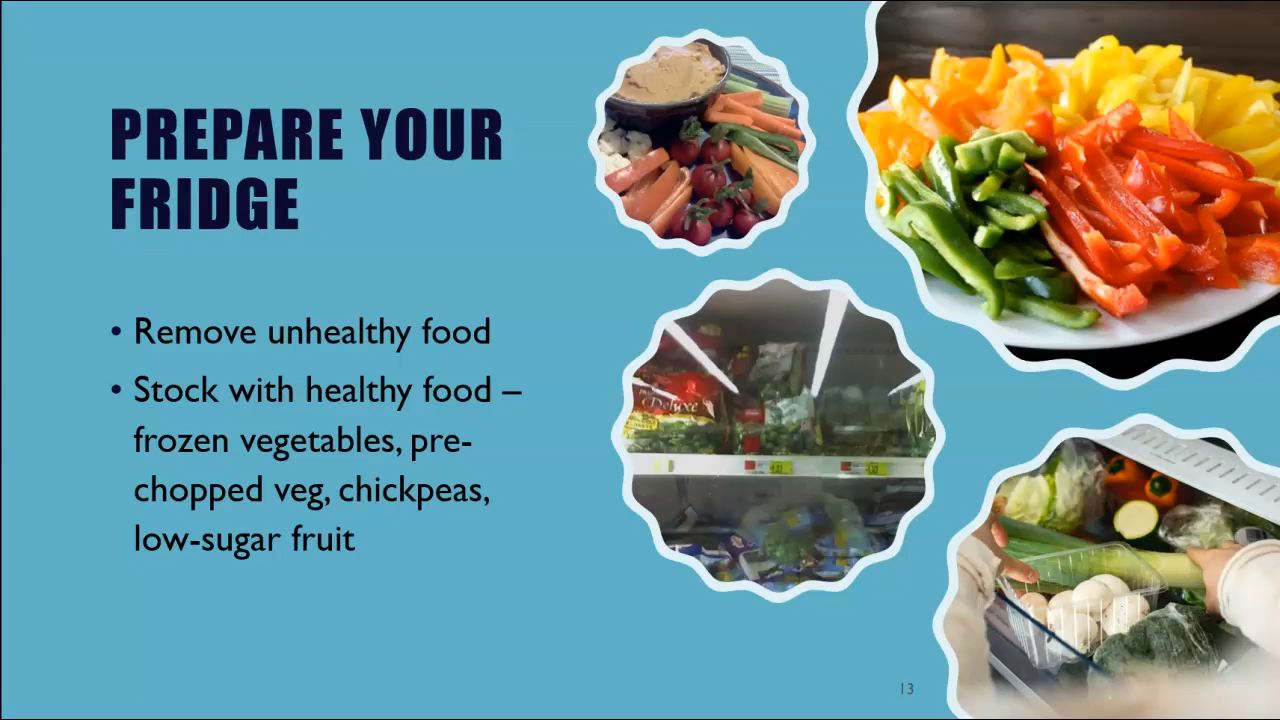 PREPARE YOUR
FRIDGE
• Remove unhealthy food
• Stock with healthy food –
frozen vegetables, pre-
chopped veg, chickpeas,
low-sugar fruit
Deluxe
13